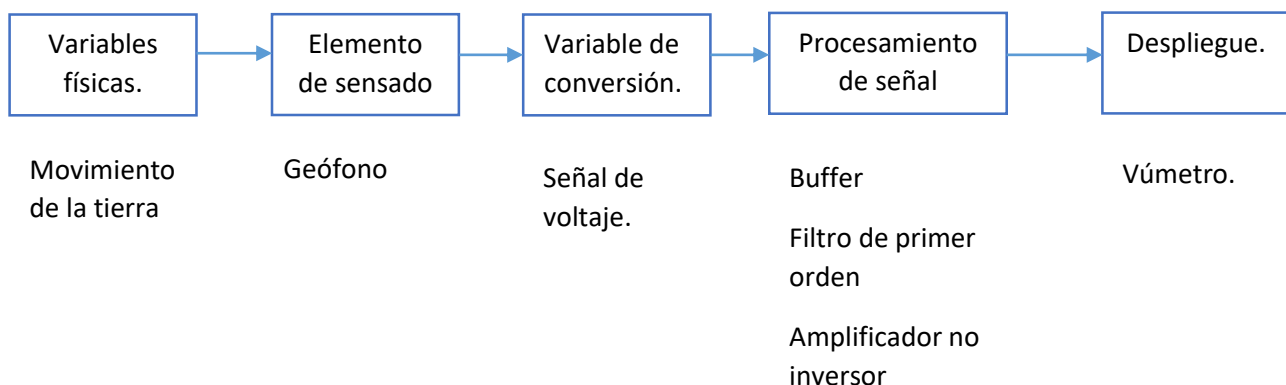 Variables
físicas.
Elemento
de sensado
Variable de
conversión.
Procesamiento
de señal
Despliegue.
Movimiento
de la tierra
Geófono
Señal de
voltaje.
Buffer
Filtro de primer
orden
Amplificador no
inversor
Vúmetro.